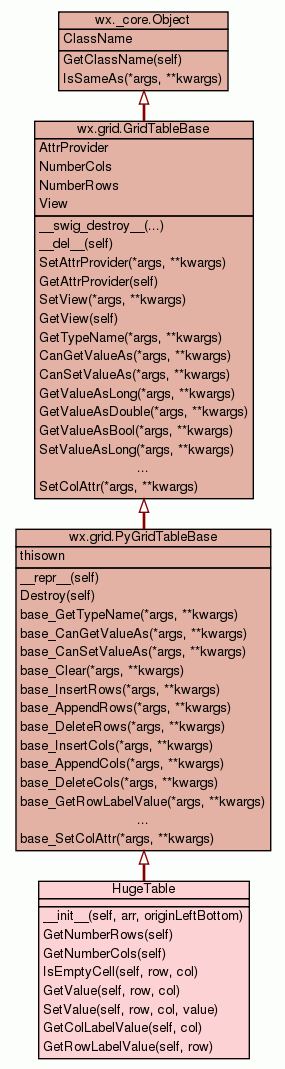 wx._core.Object
ClassName
GetClassName(self)
IsSameAs(*args, **kwargs)
wx.grid.GridTableBase
AttrProvider
NumberCols
NumberRows
View
__swig_destroy__(...)
__del__(self)
SetAttrProvider(*args, **kwargs)
GetAttrProvider(self)
SetView(*args, **kwargs)
GetView(self)
GetTypeName(*args, **kwargs)
CanGetValueAs(*args, **kwargs)
CanSetValueAs(*args, **kwargs)
GetValueAsLong(*args, **kwargs)
GetValueAsDouble(*args, **kwargs)
GetValueAsBool(*args, **kwargs)
SetValueAsLong(*args, **kwargs)
...
SetColAttr(*args, **kwargs)
wx.grid.PyGridTableBase
thisown
__repr__(self)
Destroy(self)
base_GetTypeName(*args, **kwargs)
base_CanGetValueAs(*args, **kwargs)
base_CanSetValueAs(*args, **kwargs)
base_Clear(*args, **kwargs)
base_InsertRows(*args, **kwargs)
base_AppendRows(*args, **kwargs)
base_DeleteRows(*args, **kwargs)
base_InsertCols(*args, **kwargs)
base_AppendCols(*args, **kwargs)
base_DeleteCols(*args, **kwargs)
base_GetRowLabelValue(*args, **kwargs)
...
base_SetColAttr(*args, **kwargs)
HugeTable
__init__(self, arr, originLeftBottom)
GetNumberRows(self)
GetNumberCols(self)
IsEmptyCell(self, row, col)
GetValue(self, row, col)
SetValue(self, row, col, value)
GetColLabelValue(self, col)
GetRowLabelValue(self, row)